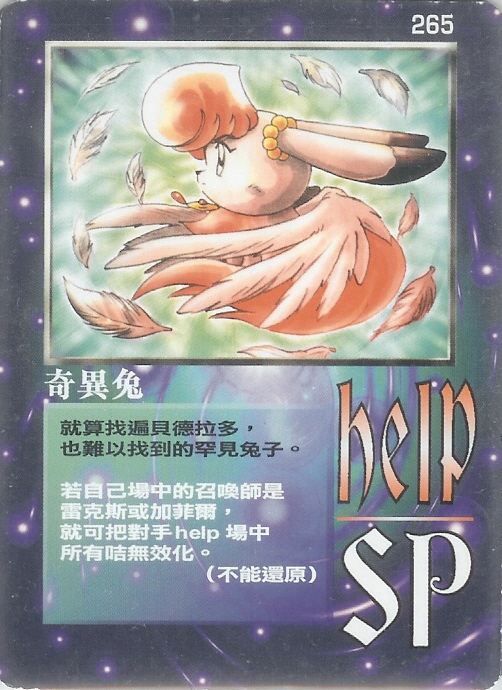 265
奇異兔
就算找遍貝德拉多，
也難以找到的罕見兔子。
若自己場中的召喚師是
雷克斯或加菲爾，
就可把對手help 場中
所有咭無效化。
（不能還原）
help
SP